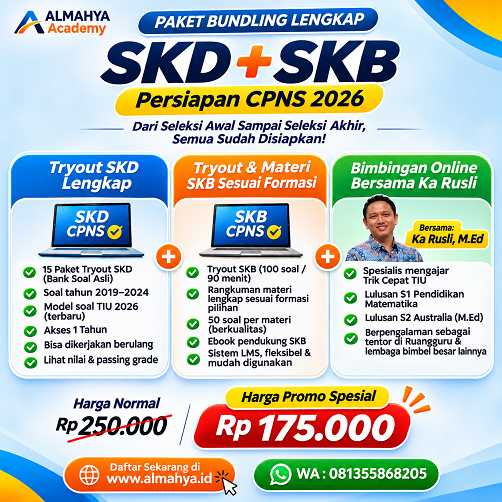 ALMAHYA
Academy
PAKET BUNDLING LENGKAP
SKD + SKB
Persiapan CPNS 2026
Dari Seleksi Awal Sampai Seleksi Akhir,
Semua Sudah Disiapkan!
Tryout SKD
Lengkap
SKD
CPNS
15 Paket Tryout SKD
(Bank Soal Asli)
Soal tahun 2019–2024
Model soal TIU 2026
(terbaru)
Akses 1 Tahun
Bisa dikerjakan berulang
Lihat nilai & passing grade
+
Tryout & Materi
SKB Sesuai Formasi
SKB
CPNS
Tryout SKB (100 soal /
90 menit)
Rangkuman materi
lengkap sesuai formasi
pilihan
50 soal per materi
(berkualitas)
Ebook pendukung SKB
Sistem LMS, fleksibel &
mudah digunakan
+
Bimbingan Online
Bersama Ka Rusli
Bersama:
Ka Rusli, M.Ed
Spesialis mengajar
Trik Cepat TIU
Lulusan S1 Pendidikan
Matematika
Lulusan S2 Australia (M.Ed)
Berpengalaman sebagai
tentor di Ruangguru &
lembaga bimbel besar lainnya
Harga Normal
Rp 250.000
Harga Promo Spesial
Rp 175.000
Daftar Sekarang di
www.almahya.id
WA : 081355868205